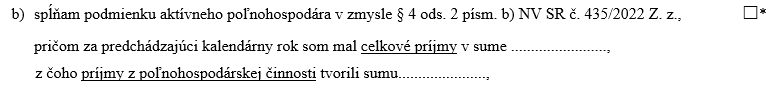 b) spĺňam podmienku aktívneho poľnohospodára v zmysle § 4 ods. 2 písm. b) NV SR č. 435/2022 Z. z., ☐*
pričom za predchádzajúci kalendárny rok som mal celkové príjmy v sume .........................,
z čoho príjmy z poľnohospodárskej činnosti tvorili sumu.......................,